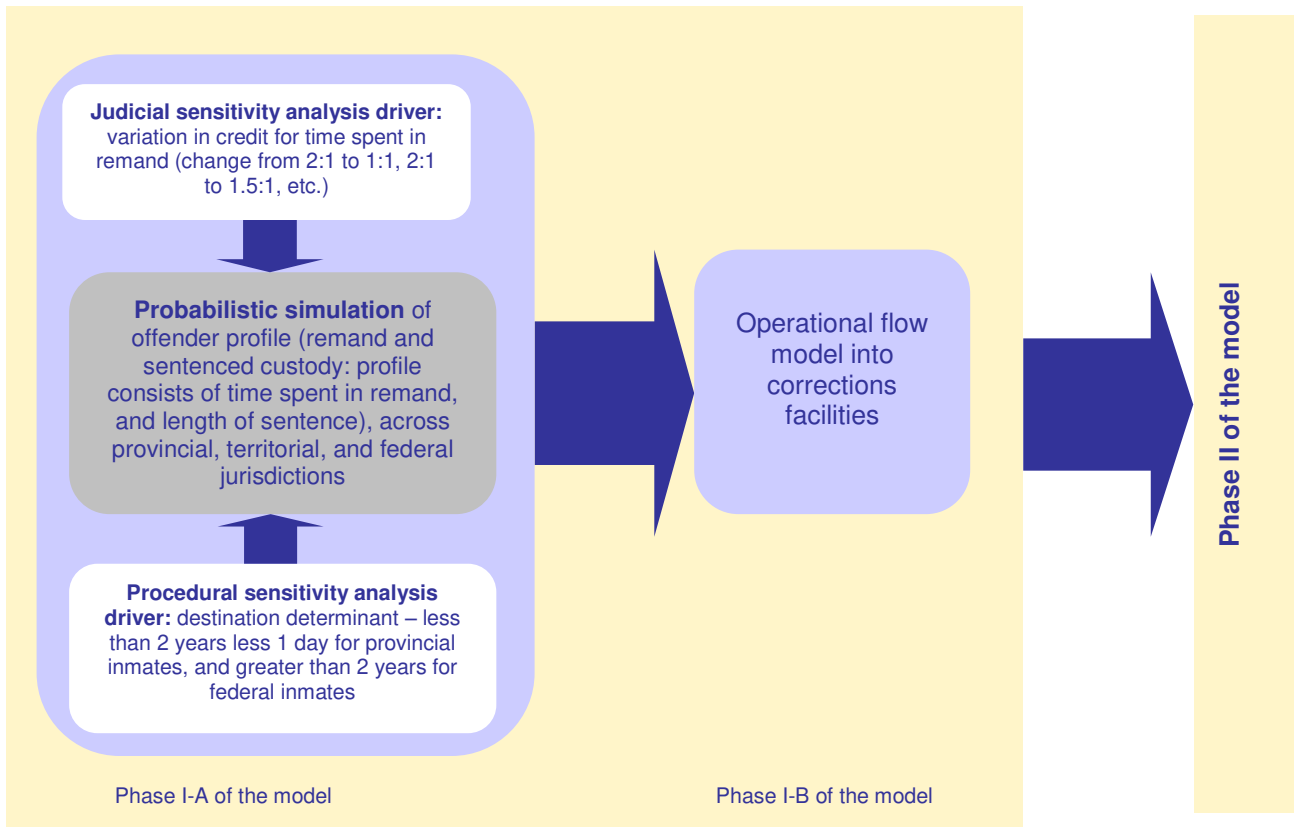 Judicial sensitivity analysis driver:
variation in credit for time spent in
remand (change from 2:1 to 1:1, 2:1
to 1.5:1, etc.)
Probabilistic simulation of
offender profile (remand and
sentenced custody: profile
consists of time spent in remand,
and length of sentence), across
provincial, territorial, and federal
jurisdictions
Procedural sensitivity analysis
driver: destination determinant – less
than 2 years less 1 day for provincial
inmates, and greater than 2 years for
federal inmates
Phase I-A of the model
Operational flow
model into
corrections
facilities
Phase I-B of the model
Phase II of the model